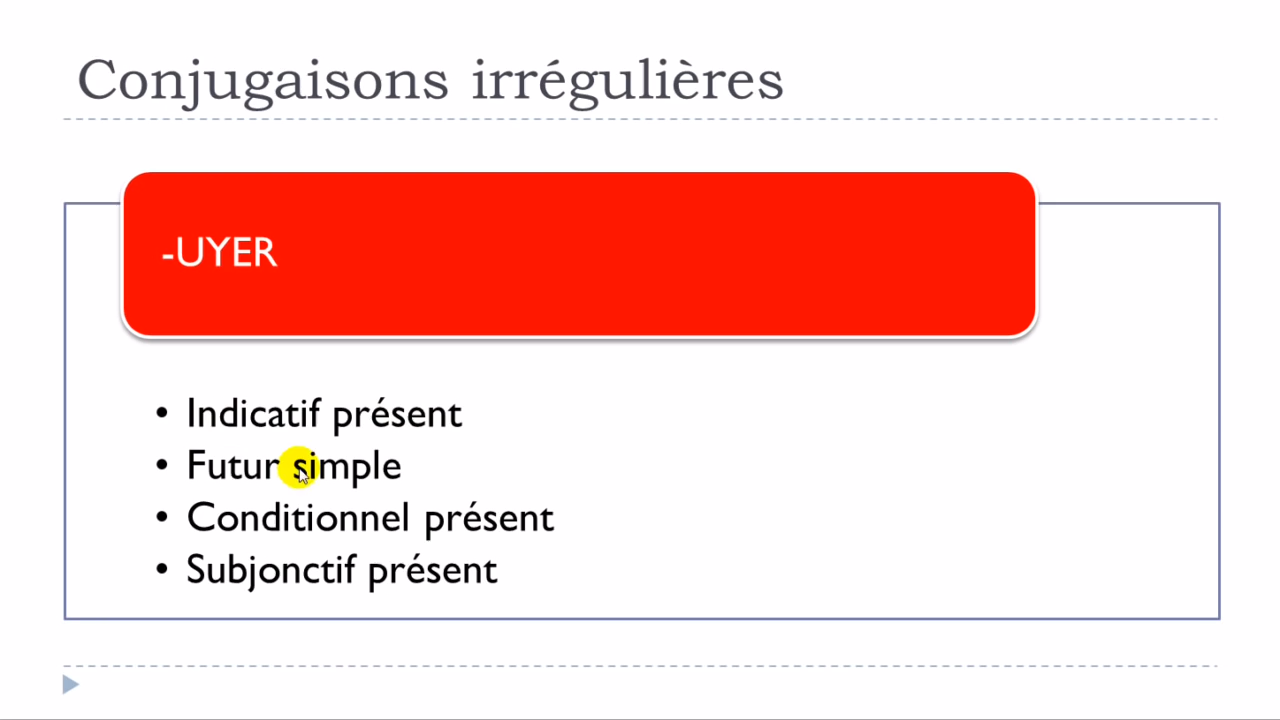 Conjugaisons irrégulières
-UYER
• Indicatif présent
• Futur simple
• Conditionnel présent
• Subjonctif présent